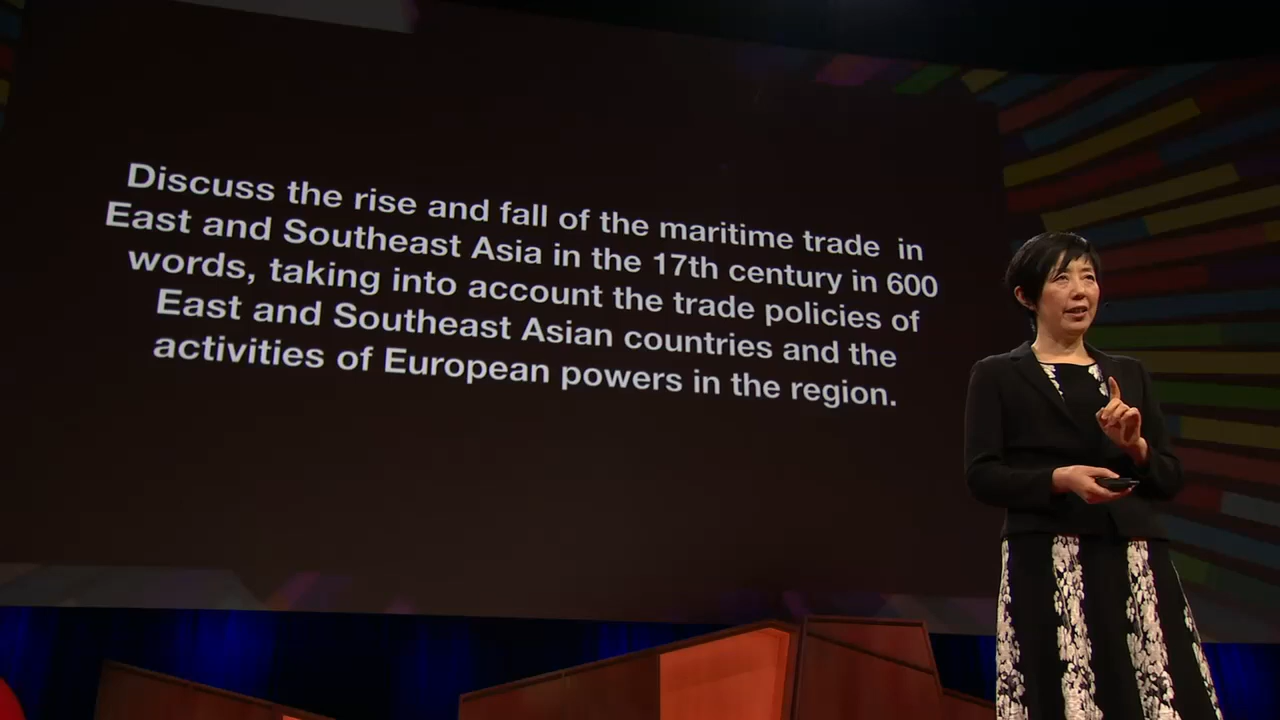 Discuss the rise and fall of the maritime trade in
East and Southeast Asia in the 17th century in 600
words, taking into account the trade policies of
East and Southeast Asian countries and the
activities of European powers in the region.